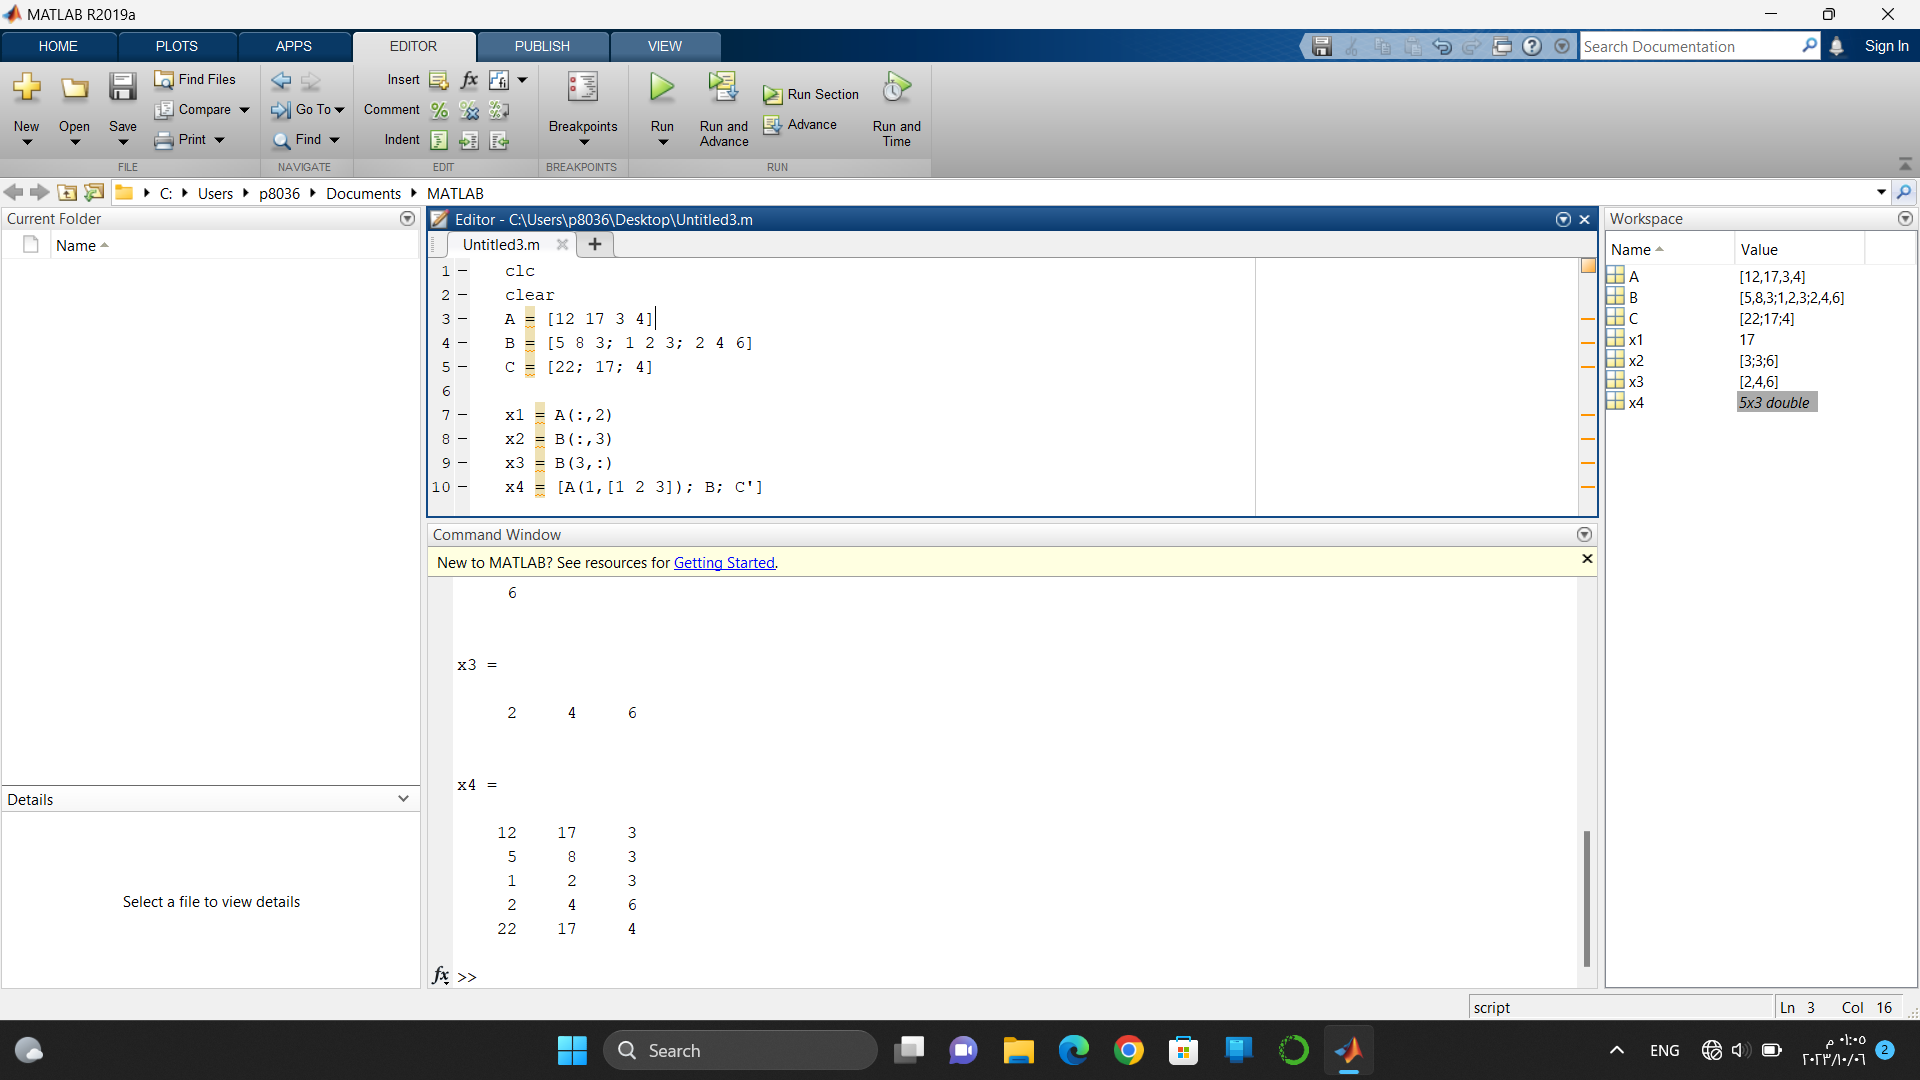 MATLAB R2019a
HOME PLOTS APPS EDITOR PUBLISH VIEW
Search Documentation
Sign In
New
Open
Save
Find Files
Compare
Print
FILE
Go To
Find
NAVIGATE
Insert
Comment
Indent
fx
EDIT
Breakpoints
BREAKPOINTS
Run
Run and
Advance
Run Section
Advance
Run and
Time
RUN
C: Users p8036 Documents MATLAB
Current Folder
Name
Details
Select a file to view details
Editor - C:\Users\p8036\Desktop\Untitled3.m
Untitled3.m
1 - clc
2 - clear
3 - A = [12 17 3 4]
4 - B = [5 8 3; 1 2 3; 2 4 6]
5 - C = [22; 17; 4]
6
7 - x1 = A(:,2)
8 - x2 = B(:,3)
9 - x3 = B(3,:)
10 - x4 = [A(1,[1 2 3]); B; C']
Command Window
New to MATLAB? See resources for Getting Started.
6
x3 =
2 4 6
x4 =
12 17 3
5 8 3
1 2 3
2 4 6
22 17 4
fx >>
Workspace
Name Value
A [12,17,3,4]
B [5,8,3;1,2,3;2,4,6]
C [22;17;4]
x1 17
x2 [3;3;6]
x3 [2,4,6]
x4 5x3 double
script
Ln 3 Col 16
Search
ENG
٠١:٠٥ م
٢٠٢٣/١٠/٠٦
2